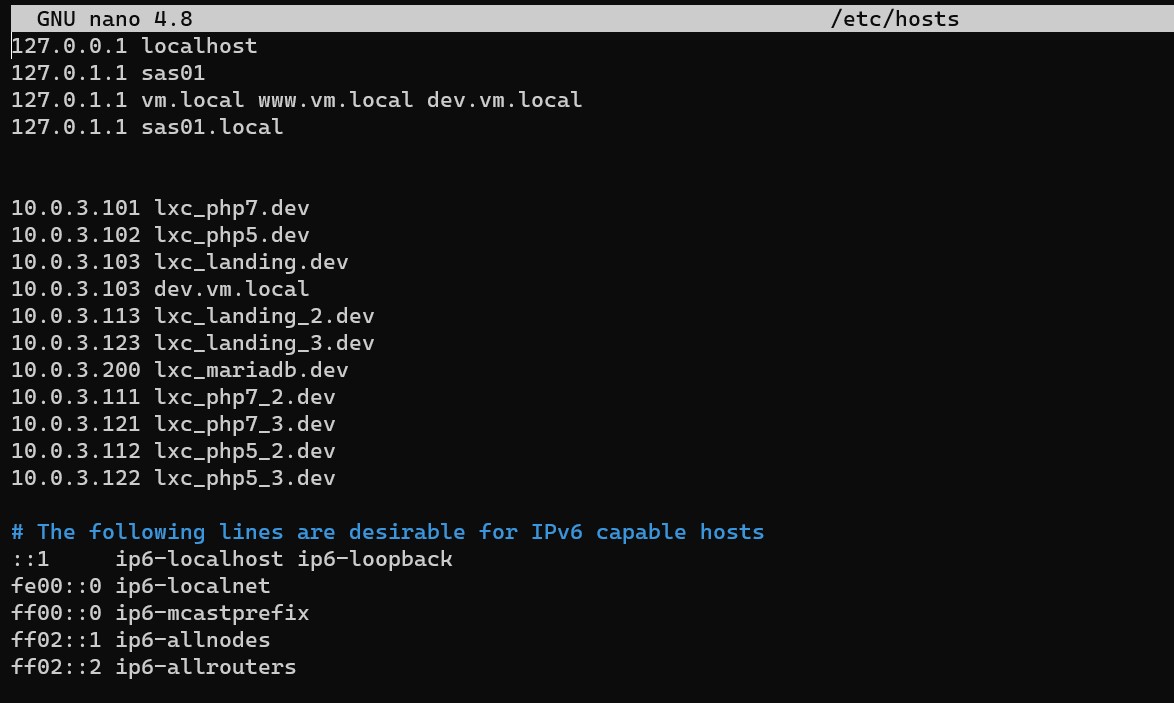 GNU nano 4.8 /etc/hosts
127.0.0.1 localhost
127.0.1.1 sas01
127.0.1.1 vm.local www.vm.local dev.vm.local
127.0.1.1 sas01.local
10.0.3.101 lxc_php7.dev
10.0.3.102 lxc_php5.dev
10.0.3.103 lxc_landing.dev
10.0.3.103 dev.vm.local
10.0.3.113 lxc_landing_2.dev
10.0.3.123 lxc_landing_3.dev
10.0.3.200 lxc_mariadb.dev
10.0.3.111 lxc_php7_2.dev
10.0.3.121 lxc_php7_3.dev
10.0.3.112 lxc_php5_2.dev
10.0.3.122 lxc_php5_3.dev
# The following lines are desirable for IPv6 capable hosts
::1     ip6-localhost ip6-loopback
fe00::0 ip6-localnet
ff00::0 ip6-mcastprefix
ff02::1 ip6-allnodes
ff02::2 ip6-allrouters